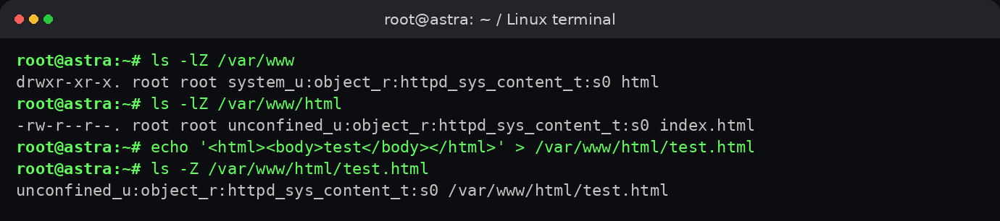 root@astra: ~ / Linux terminal
root@astra:~# ls -lZ /var/www
drwxr-xr-x. root root system_u:object_r:httpd_sys_content_t:s0 html
root@astra:~# ls -lZ /var/www/html
-rw-r--r--. root root unconfined_u:object_r:httpd_sys_content_t:s0 index.html
root@astra:~# echo '<html><body>test</body></html>' > /var/www/html/test.html
root@astra:~# ls -Z /var/www/html/test.html
unconfined_u:object_r:httpd_sys_content_t:s0 /var/www/html/test.html